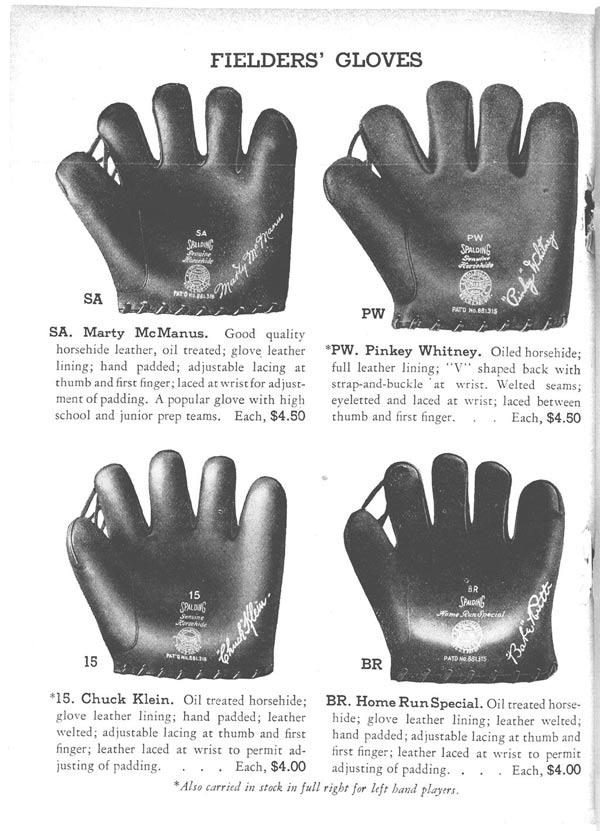 FIELDERS' GLOVES
SA
SPALDING
Genuine
Horsehide
Marty McManus
PAT'D No. 881,315
SA
PW
SPALDING
Genuine
Horsehide
"Pinky" Whitney
PAT'D No. 881,315
PW
SA. Marty McManus. Good quality
horsehide leather, oil treated; glove leather
lining; hand padded; adjustable lacing at
thumb and first finger; laced at wrist for adjust-
ment of padding. A popular glove with high
school and junior prep teams. Each, $4.50
*PW. Pinkey Whitney. Oiled horsehide;
full leather lining; "V" shaped back with
strap-and-buckle at wrist. Welted seams;
eyeletted and laced at wrist; laced between
thumb and first finger. . . Each, $4.50
15
SPALDING
Genuine
Horsehide
"Chuck Klein"
PAT'D No. 881,315
15
BR
SPALDING
Home Run Special
"Babe" Ruth
PATD No. 881,315
BR
*15. Chuck Klein. Oil treated horsehide;
glove leather lining; hand padded; leather
welted; adjustable lacing at thumb and first
finger; leather laced at wrist to permit ad-
justing of padding. . . . . Each, $4.00
BR. Home Run Special. Oil treated horse-
hide; glove leather lining; leather welted;
hand padded; adjustable lacing at thumb and
first finger; leather laced at wrist to permit
adjusting of padding. . . . Each, $4.00
*Also carried in stock in full right for left hand players.